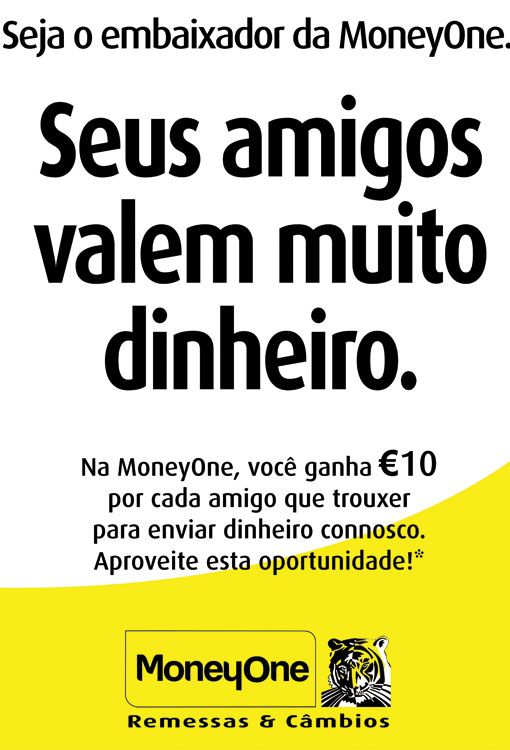 Seja o embaixador da MoneyOne.
Seus amigos
valem muito
dinheiro.
Na MoneyOne, você ganha €10
por cada amigo que trouxer
para enviar dinheiro connosco.
Aproveite esta oportunidade!*
MoneyOne
Remessas & Câmbios